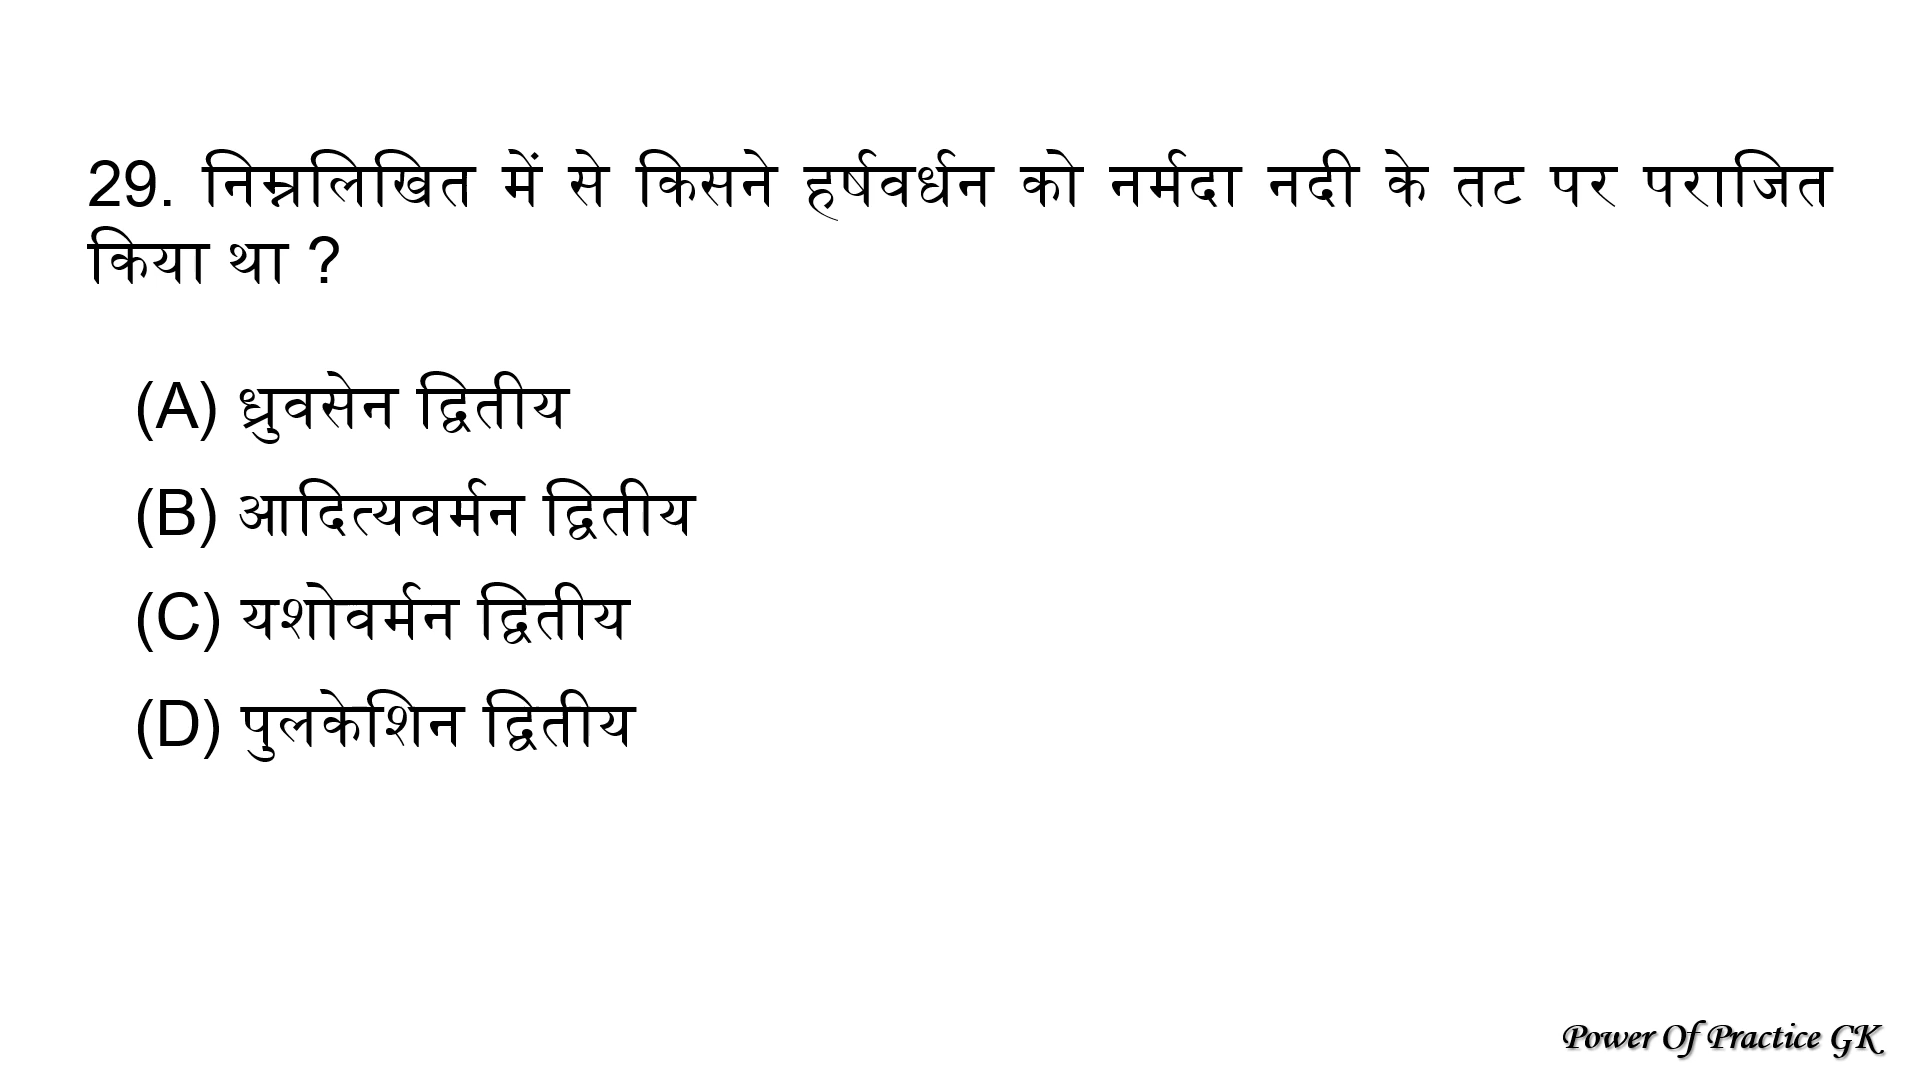 29. निम्नलिखित में से किसने हर्षवर्धन को नर्मदा नदी के तट पर पराजित
किया था ?
(A) ध्रुवसेन द्वितीय
(B) आदित्यवर्मन द्वितीय
(C) यशोवर्मन द्वितीय
(D) पुलकेशिन द्वितीय
Power Of Practice GK